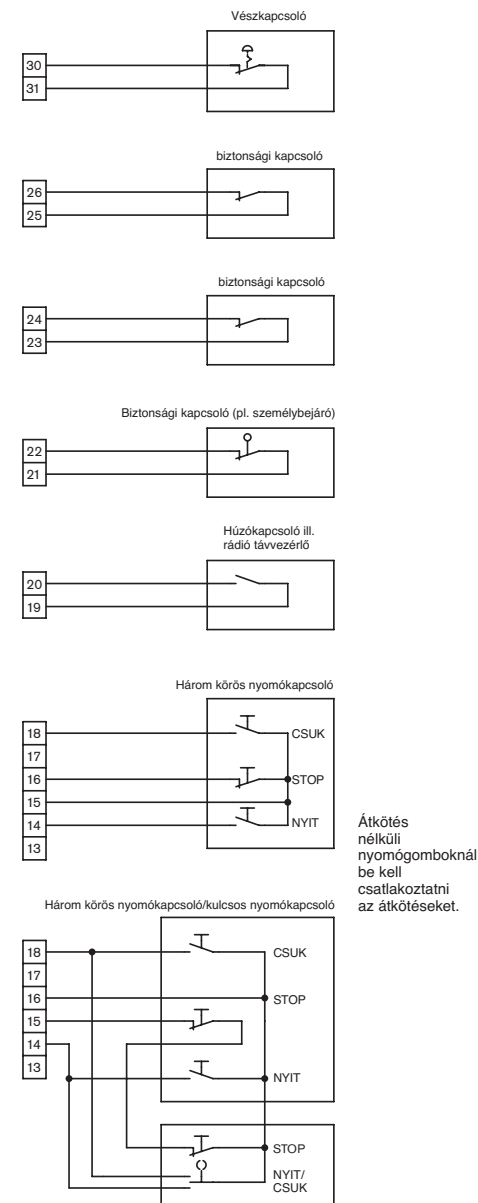 Vészkapcsoló
30
31
biztonsági kapcsoló
26
25
biztonsági kapcsoló
24
23
Biztonsági kapcsoló (pl. személybejáró)
22
21
Húzókapcsoló ill.
rádió távvezérlő
20
19
Három körös nyomókapcsoló
18
CSUK
17
16
STOP
15
14
NYIT
13
Átkötés
nélküli
nyomógomboknál
be kell
csatlakoztatni
az átkötéseket.
Három körös nyomókapcsoló/kulcsos nyomókapcsoló
18
CSUK
17
16
STOP
15
14
13
NYIT
STOP
NYIT/
CSUK